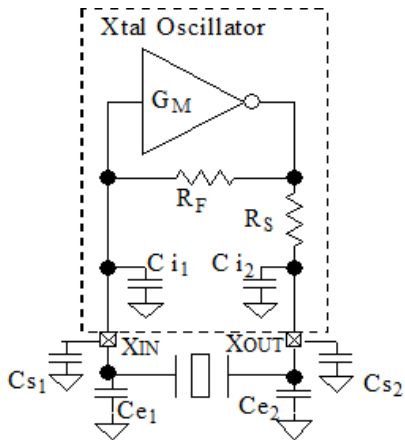 Xtal Oscillator
GM
RF
RS
Ci1
Ci2
XIN
XOUT
Cs1
Cs2
Ce1
Ce2